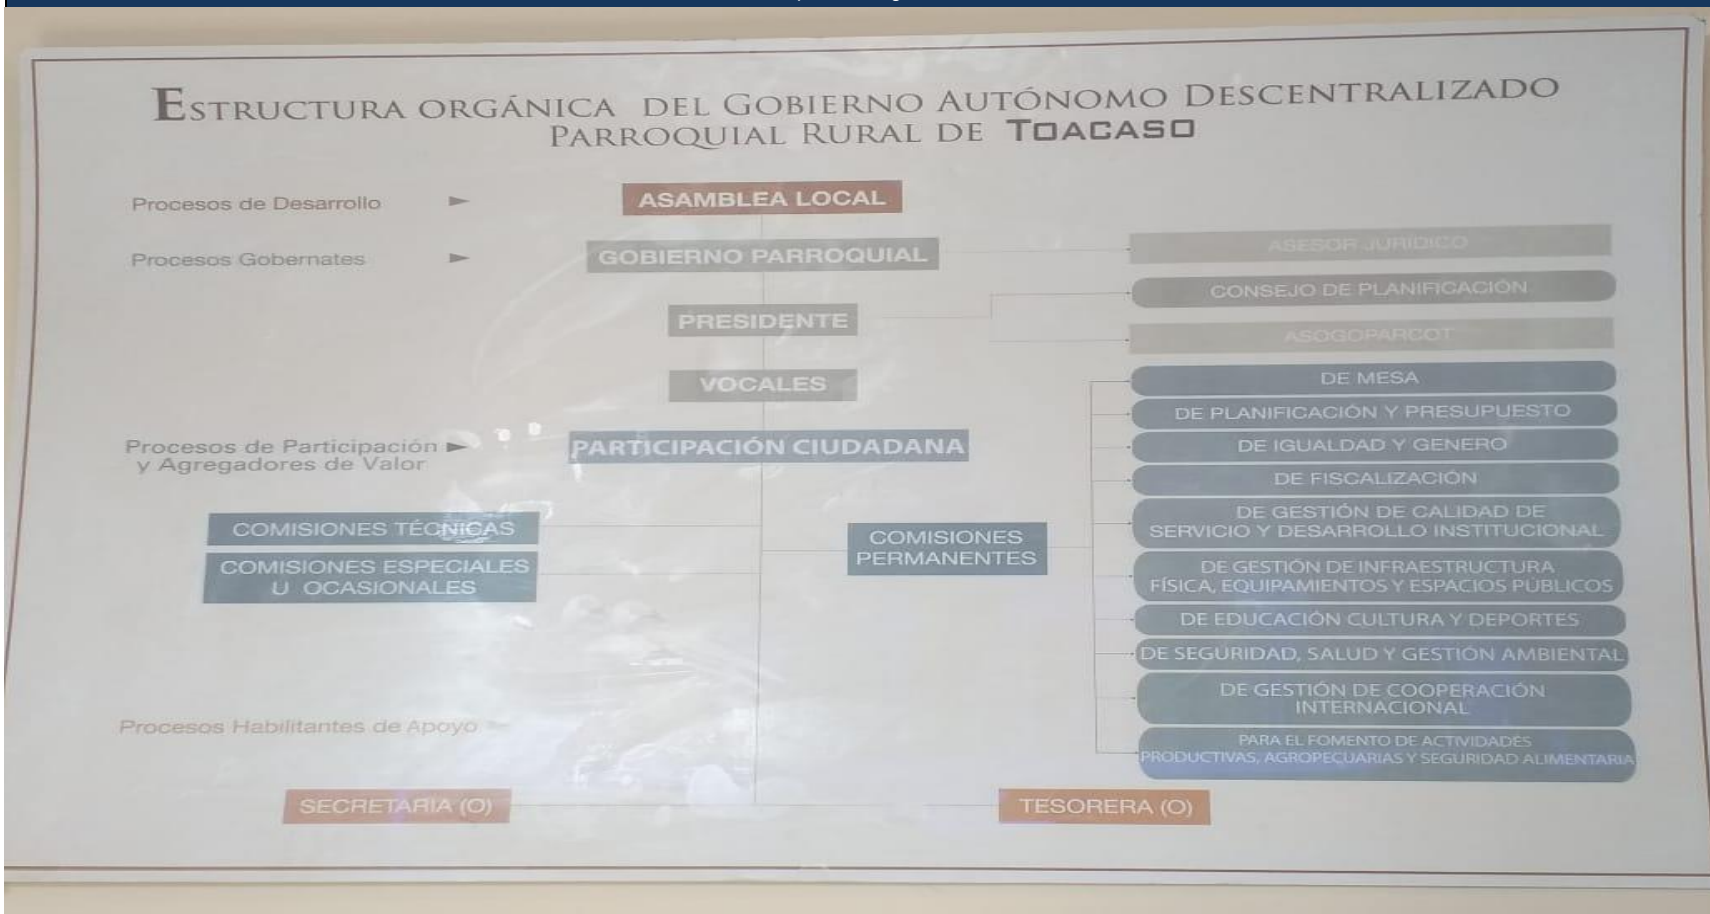 ESTRUCTURA ORGÁNICA DEL GOBIERNO AUTÓNOMO DESCENTRALIZADO
PARROQUIAL RURAL DE TOACASO
Procesos de Desarrollo
ASAMBLEA LOCAL
Procesos Gobernates
GOBIERNO PARROQUIAL
ASESOR JURIDICO
CONSEJO DE PLANIFICACIÓN
PRESIDENTE
ASOGOPARCOT
VOCALES
DE MESA
DE PLANIFICACIÓN Y PRESUPUESTO
Procesos de Participación
y Agregadores de Valor
PARTICIPACIÓN CIUDADANA
DE IGUALDAD Y GENERO
DE FISCALIZACIÓN
COMISIONES TÉCNICAS
COMISIONES ESPECIALES
U OCASIONALES
COMISIONES
PERMANENTES
DE GESTIÓN DE CALIDAD DE
SERVICIO Y DESARROLLO INSTITUCIONAL
DE GESTIÓN DE INFRAESTRUCTURA
FÍSICA, EQUIPAMIENTOS Y ESPACIOS PÚBLICOS
DE EDUCACIÓN CULTURA Y DEPORTES
DE SEGURIDAD, SALUD Y GESTIÓN AMBIENTAL
DE GESTIÓN DE COOPERACIÓN
INTERNACIONAL
Procesos Habilitantes de Apoyo
PARA EL FOMENTO DE ACTIVIDADES
PRODUCTIVAS, AGROPECUARIAS Y SEGURIDAD ALIMENTARIA
SECRETARIA (O)
TESORERA (O)